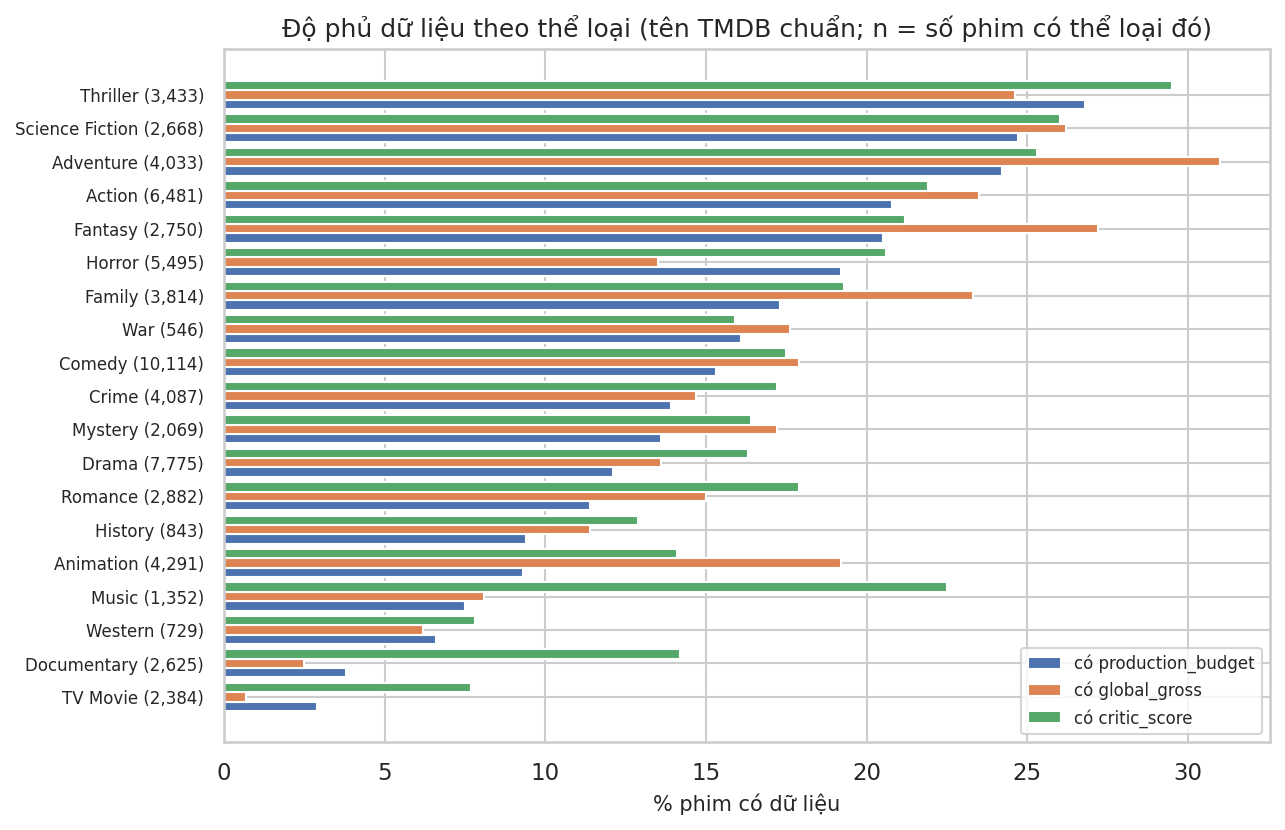 Độ phủ dữ liệu theo thể loại (tên TMDB chuẩn; n = số phim có thể loại đó)
Thriller (3,433)
Science Fiction (2,668)
Adventure (4,033)
Action (6,481)
Fantasy (2,750)
Horror (5,495)
Family (3,814)
War (546)
Comedy (10,114)
Crime (4,087)
Mystery (2,069)
Drama (7,775)
Romance (2,882)
History (843)
Animation (4,291)
Music (1,352)
Western (729)
Documentary (2,625)
TV Movie (2,384)
có production_budget
có global_gross
có critic_score
0 5 10 15 20 25 30
% phim có dữ liệu